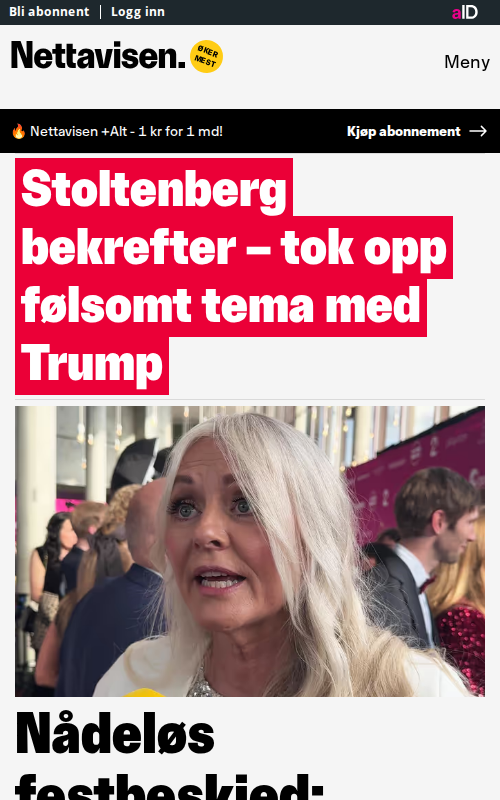 Bli abonnent
Logg inn
aID
Nettavisen.
ØKER
MEST
Meny
🔥 Nettavisen +Alt - 1 kr for 1 md!
Kjøp abonnement →
Stoltenberg
bekrefter – tok opp
følsomt tema med
Trump
Nådeløs
festbeskjed: